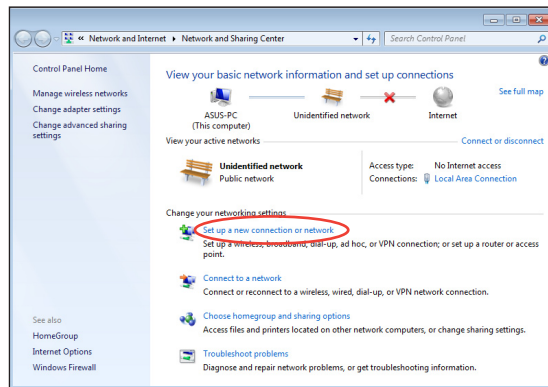 « Network and Internet ▸ Network and Sharing Center
Search Control Panel
Control Panel Home
Manage wireless networks
Change adapter settings
Change advanced sharing
settings
See also
HomeGroup
Internet Options
Windows Firewall
View your basic network information and set up connections
See full map
ASUS-PC
(This computer)
Unidentified network
Internet
View your active networks
Connect or disconnect
Unidentified network
Public network
Access type: No Internet access
Connections: Local Area Connection
Change your networking settings
Set up a new connection or network
Set up a wireless, broadband, dial-up, ad hoc, or VPN connection; or set up a router or access
point.
Connect to a network
Connect or reconnect to a wireless, wired, dial-up, or VPN network connection.
Choose homegroup and sharing options
Access files and printers located on other network computers, or change sharing settings.
Troubleshoot problems
Diagnose and repair network problems, or get troubleshooting information.